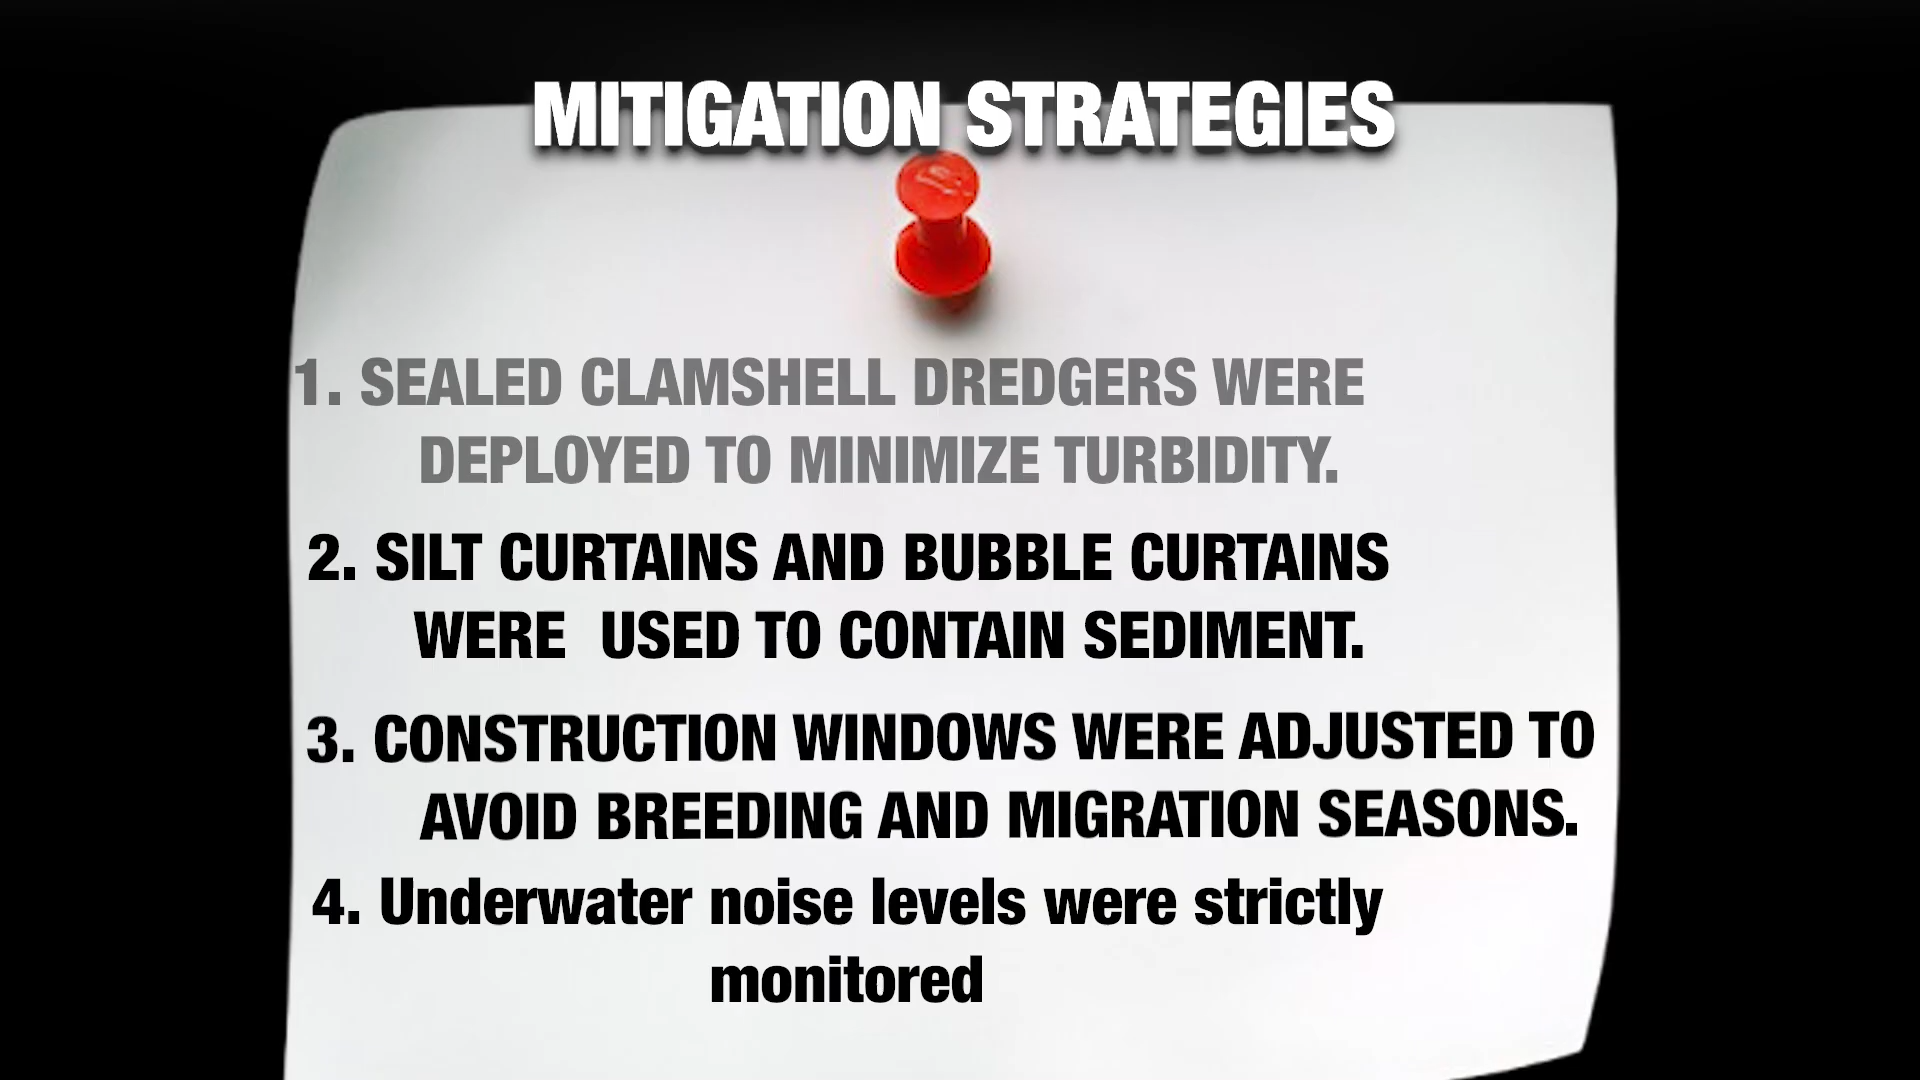 MITIGATION STRATEGIES
1. SEALED CLAMSHELL DREDGERS WERE
DEPLOYED TO MINIMIZE TURBIDITY.
2. SILT CURTAINS AND BUBBLE CURTAINS
WERE  USED TO CONTAIN SEDIMENT.
3. CONSTRUCTION WINDOWS WERE ADJUSTED TO
AVOID BREEDING AND MIGRATION SEASONS.
4. Underwater noise levels were strictly
monitored